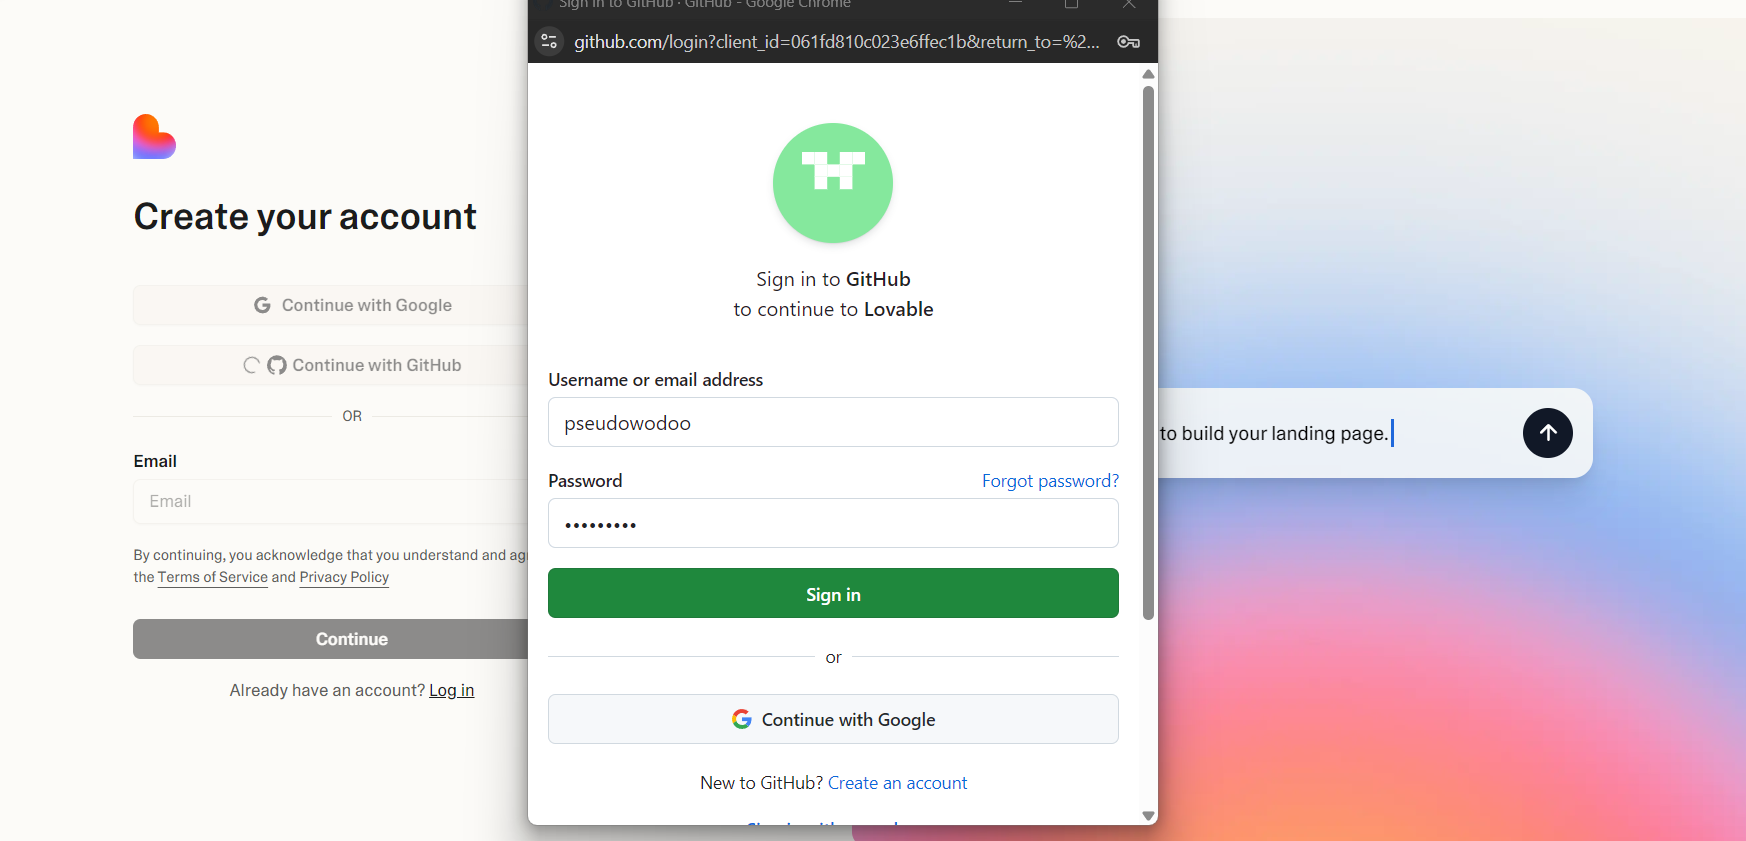 Create your account
Continue with Google
Continue with GitHub
OR
Email
Email
By continuing, you acknowledge that you understand and
the Terms of Service and Privacy Policy
Continue
Already have an account? Log in
Sign in to GitHub · GitHub - Google Chrome
github.com/login?client_id=061fd810c023e6ffec1b&return_to=%2...
Sign in to GitHub
to continue to Lovable
Username or email address
pseudowodoo
Password
Forgot password?
•••••••••
Sign in
or
Continue with Google
New to GitHub? Create an account
to build your landing page.